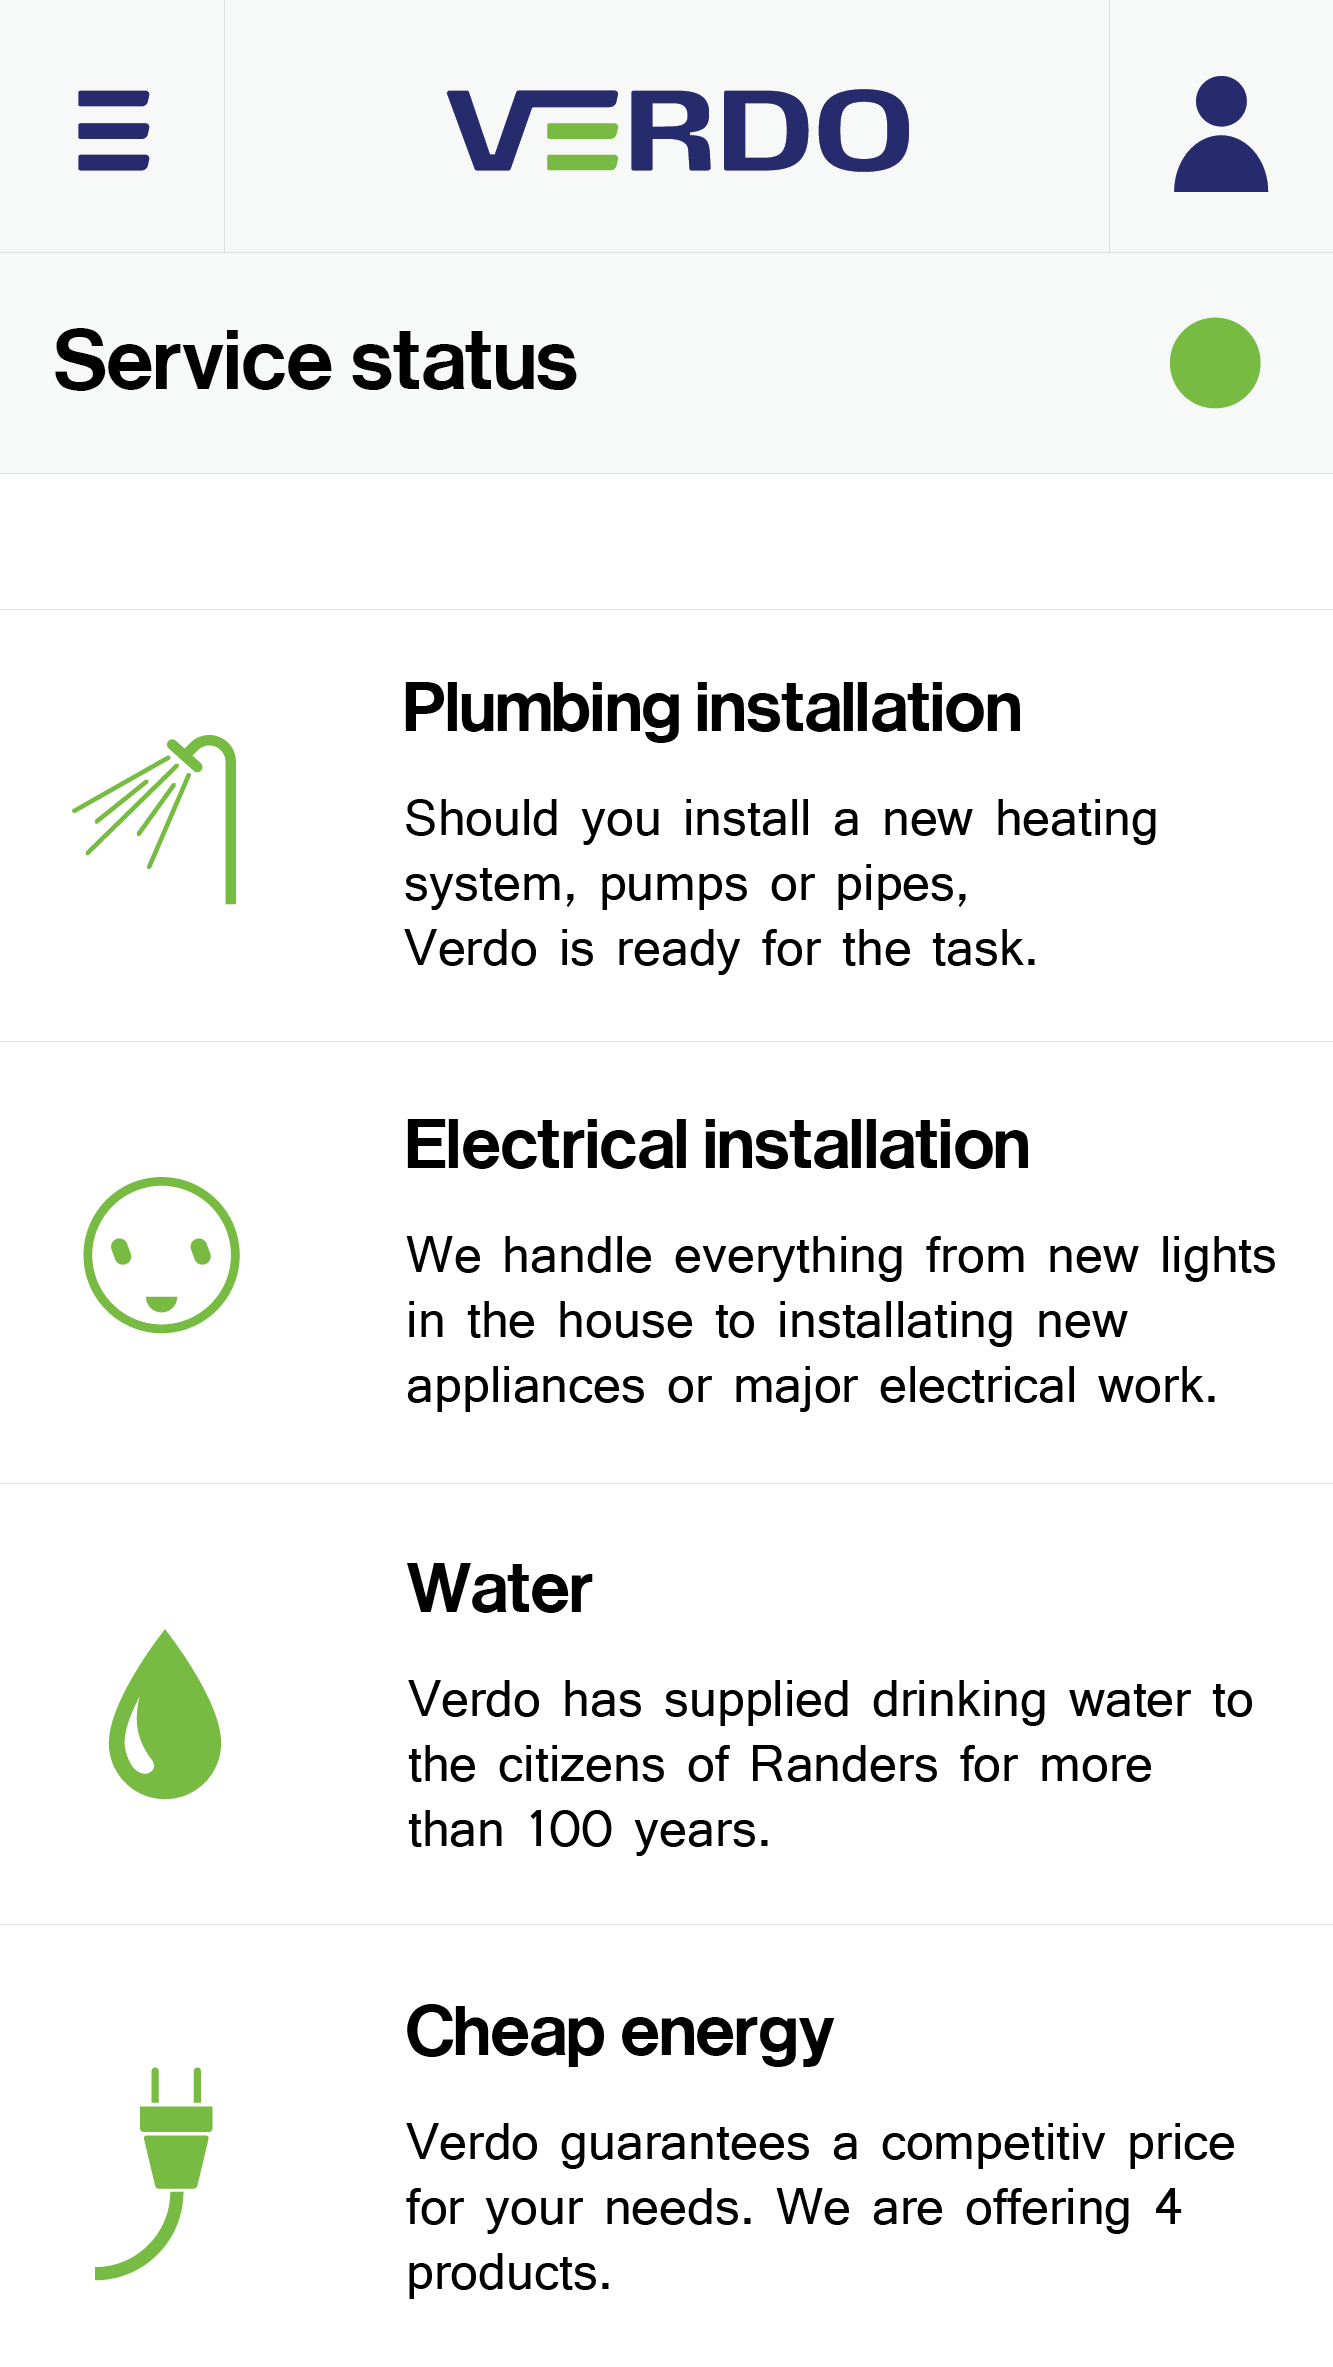 VERDO
Service status
Plumbing installation
Should you install a new heating
system, pumps or pipes,
Verdo is ready for the task.
Electrical installation
We handle everything from new lights
in the house to installating new
appliances or major electrical work.
Water
Verdo has supplied drinking water to
the citizens of Randers for more
than 100 years.
Cheap energy
Verdo guarantees a competitiv price
for your needs. We are offering 4
products.